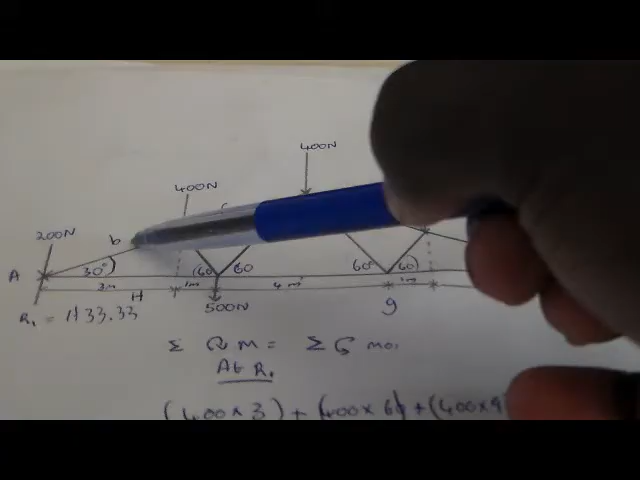 400N
400N
c
200N
b
A
30°
60
60
60°
60
3m
1m
4m
1m
H
R₁ = 1133.33
500N
g
Σ ↻ m = Σ ↺ mo.
At R₁
(400×3) + (400×6) + (400×9